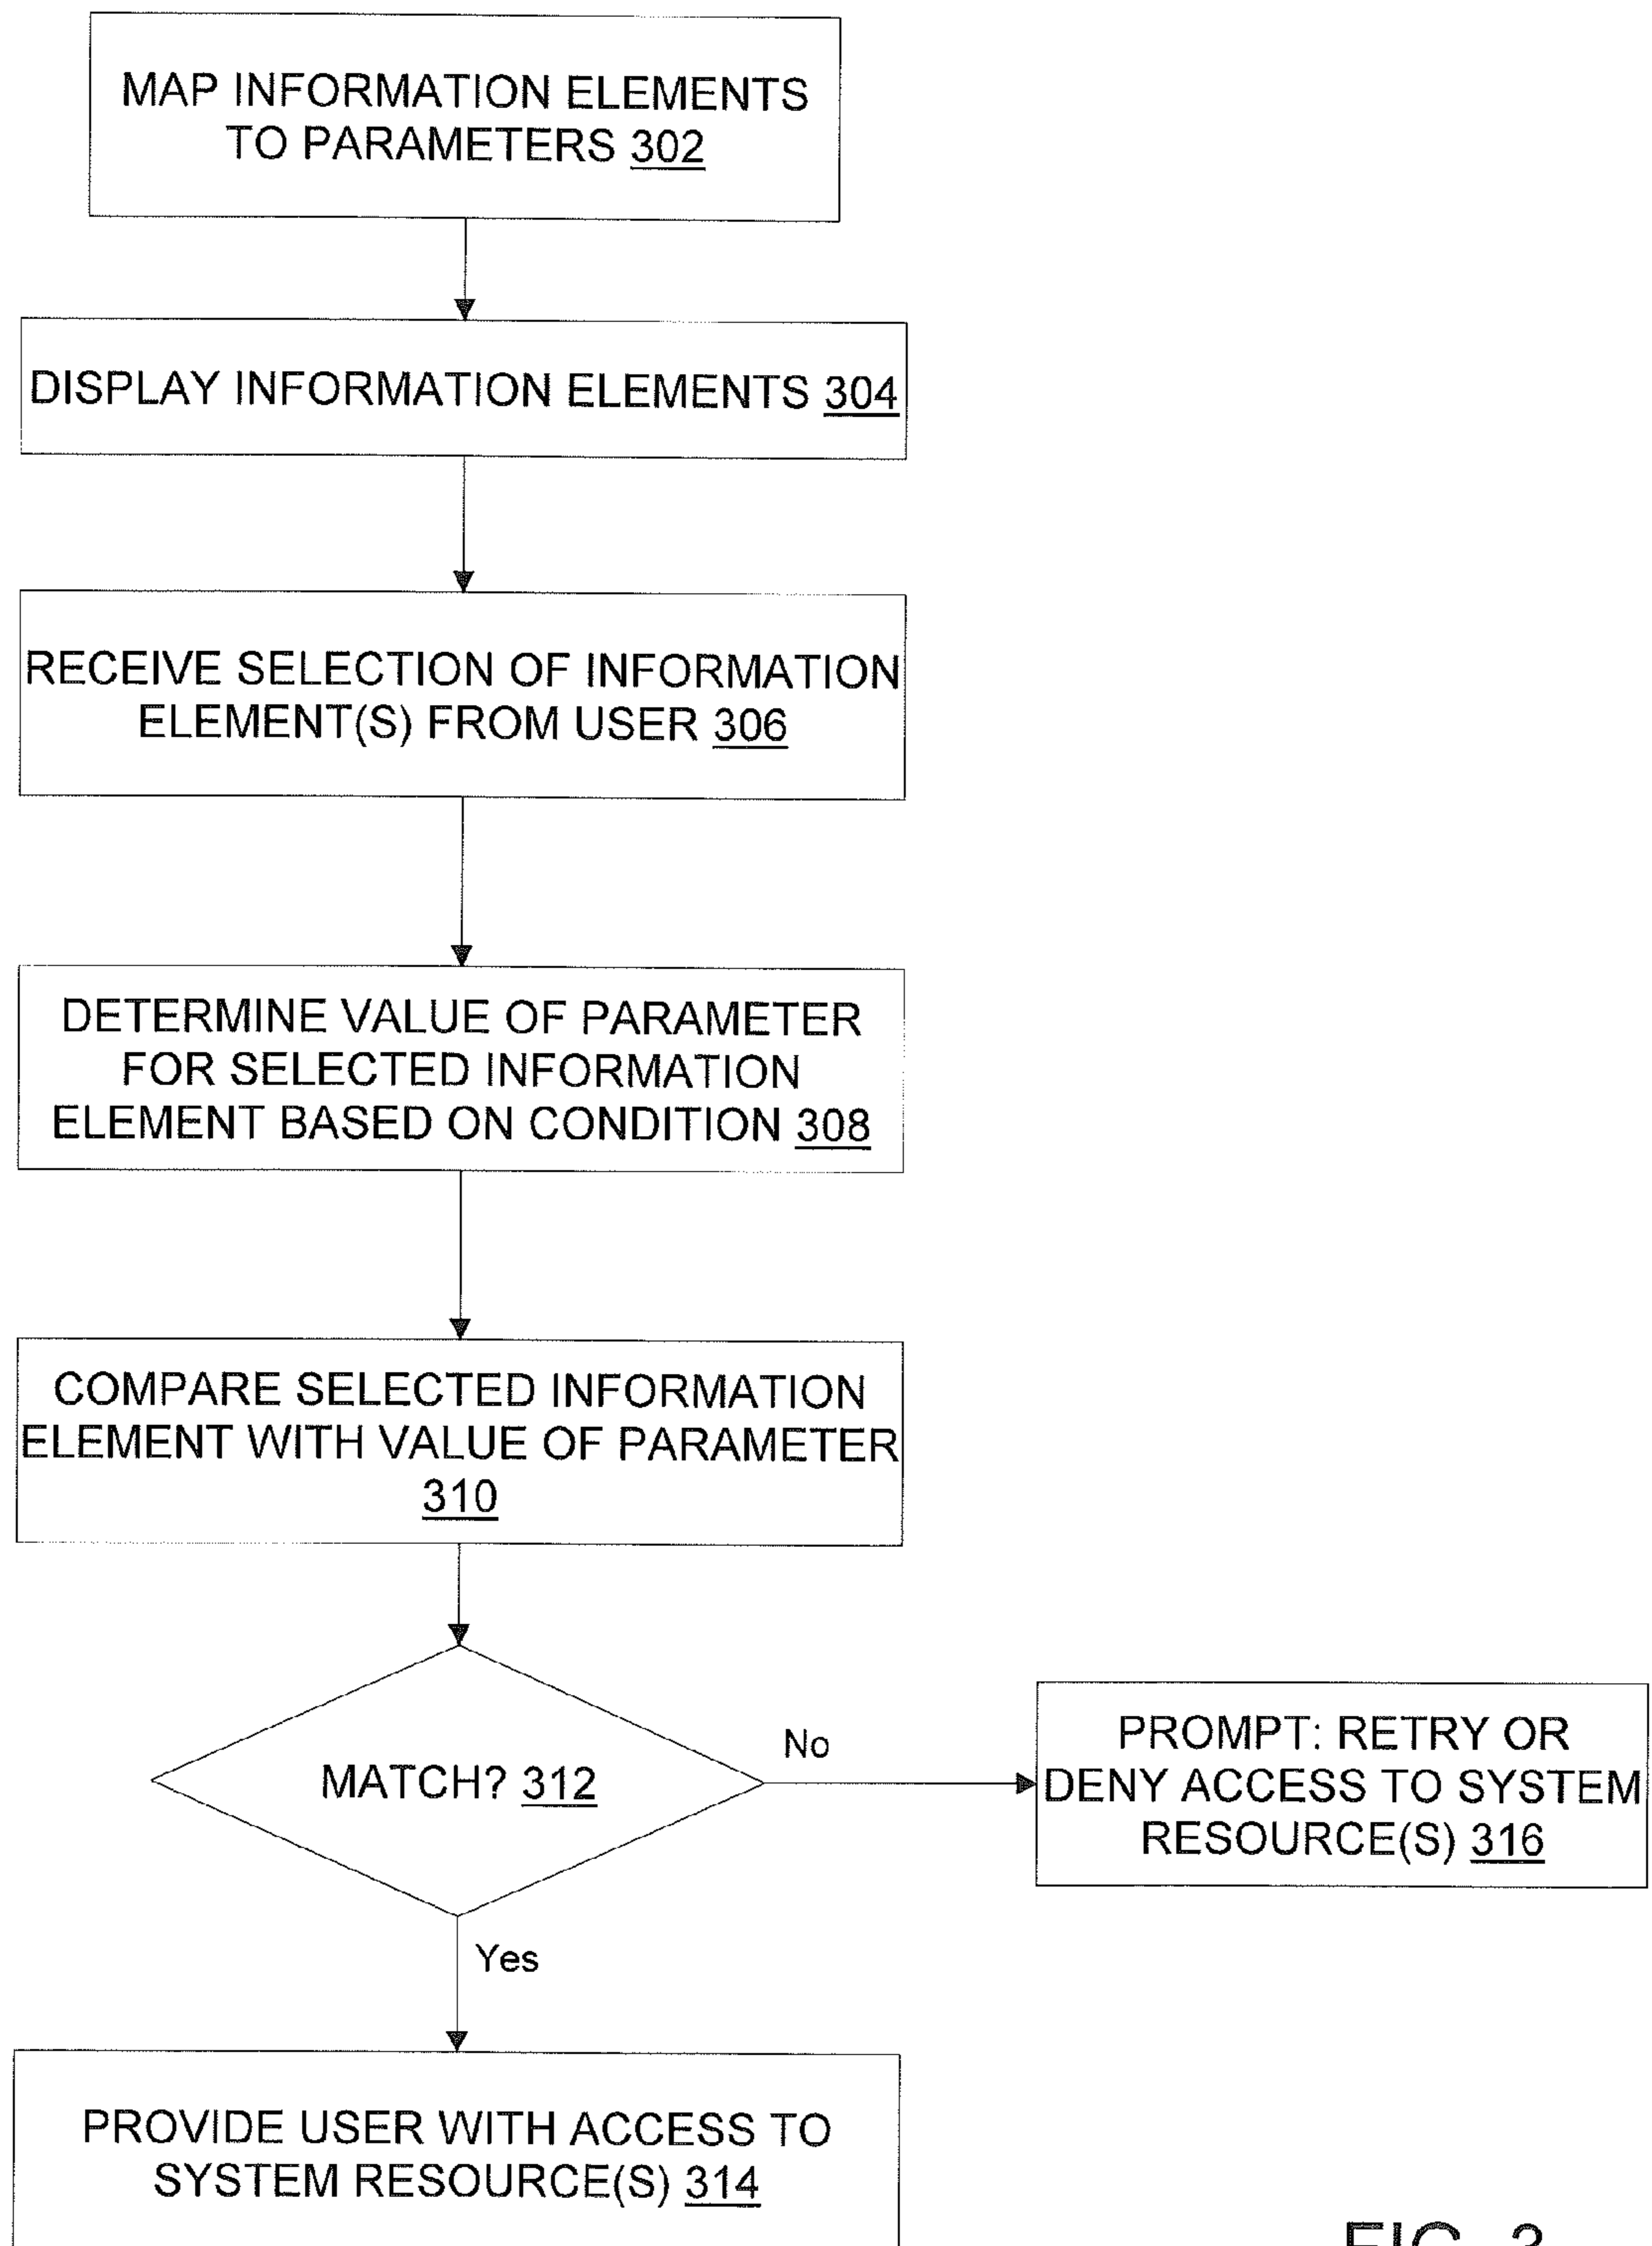 MAP INFORMATION ELEMENTS
TO PARAMETERS 302
DISPLAY INFORMATION ELEMENTS 304
RECEIVE SELECTION OF INFORMATION
ELEMENT(S) FROM USER 306
DETERMINE VALUE OF PARAMETER
FOR SELECTED INFORMATION
ELEMENT BASED ON CONDITION 308
COMPARE SELECTED INFORMATION
ELEMENT WITH VALUE OF PARAMETER
310
MATCH? 312
No
PROMPT: RETRY OR
DENY ACCESS TO SYSTEM
RESOURCE(S) 316
Yes
PROVIDE USER WITH ACCESS TO
SYSTEM RESOURCE(S) 314
FIG. 3